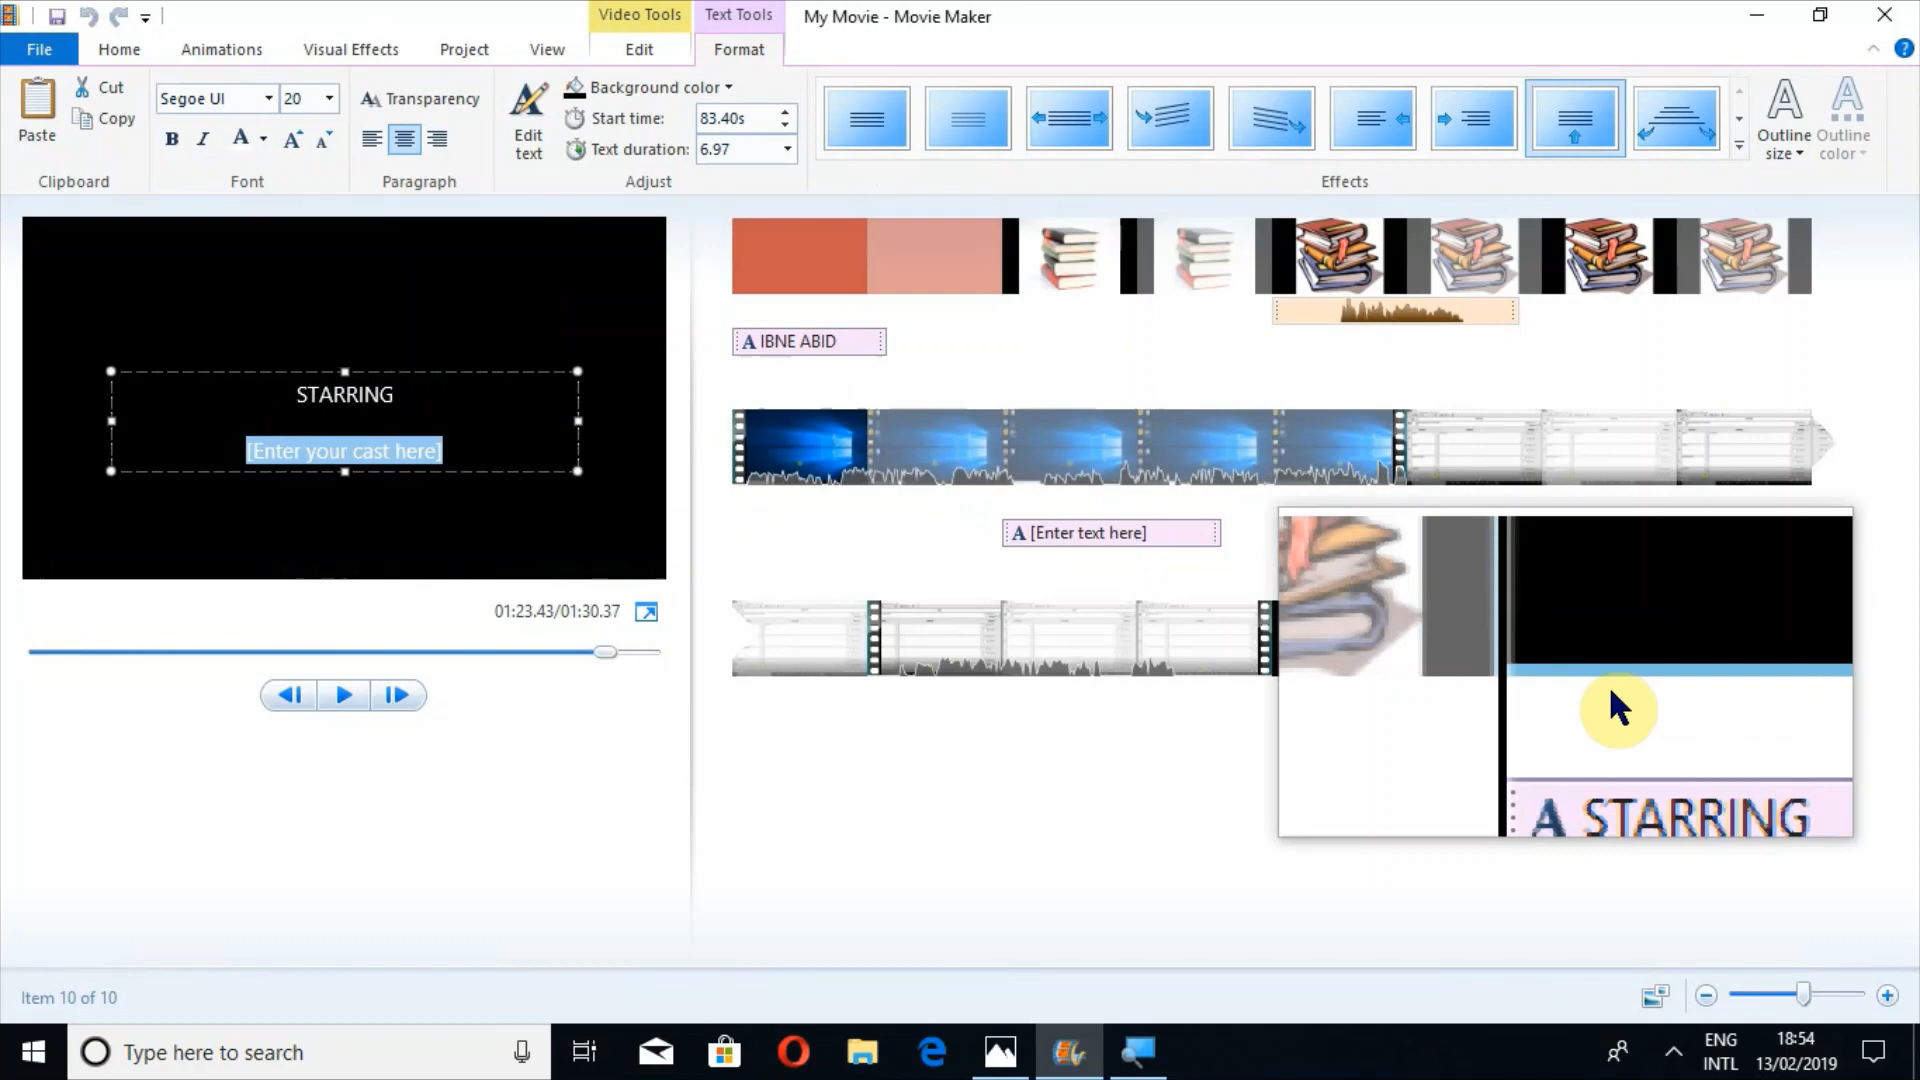 Video Tools
Text Tools
My Movie - Movie Maker
File
Home
Animations
Visual Effects
Project
View
Edit
Format
Paste
Cut
Copy
Clipboard
Segoe UI
20
Font
Transparency
Paragraph
Edit text
Background color
Start time:
83.40s
Text duration:
6.97
Adjust
Effects
Outline size
Outline color
STARRING
[Enter your cast here]
01:23.43/01:30.37
A IBNE ABID
A [Enter text here]
A STARRING
Item 10 of 10
Type here to search
ENG
INTL
18:54
13/02/2019